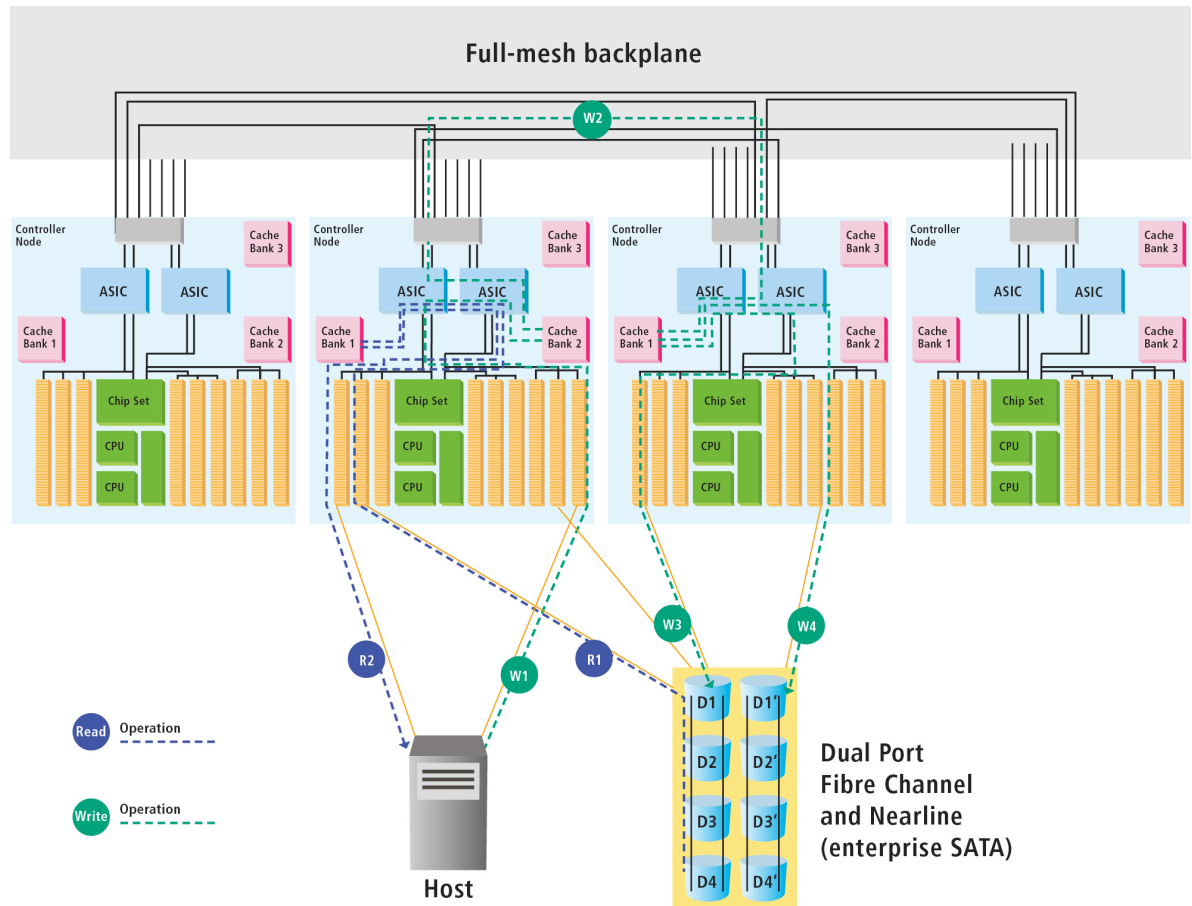 Full-mesh backplane
W2
Controller
Node
Cache
Bank 3
ASIC
ASIC
Cache
Bank 1
Cache
Bank 2
Chip Set
CPU
CPU
Controller
Node
Cache
Bank 3
ASIC
ASIC
Cache
Bank 1
Cache
Bank 2
Chip Set
CPU
CPU
Controller
Node
Cache
Bank 3
ASIC
ASIC
Cache
Bank 1
Cache
Bank 2
Chip Set
CPU
CPU
Controller
Node
Cache
Bank 3
ASIC
ASIC
Cache
Bank 1
Cache
Bank 2
Chip Set
CPU
CPU
R2
W1
R1
W3
W4
Read Operation
Write Operation
Host
D1 D1′
D2 D2′
D3 D3′
D4 D4′
Dual Port
Fibre Channel
and Nearline
(enterprise SATA)